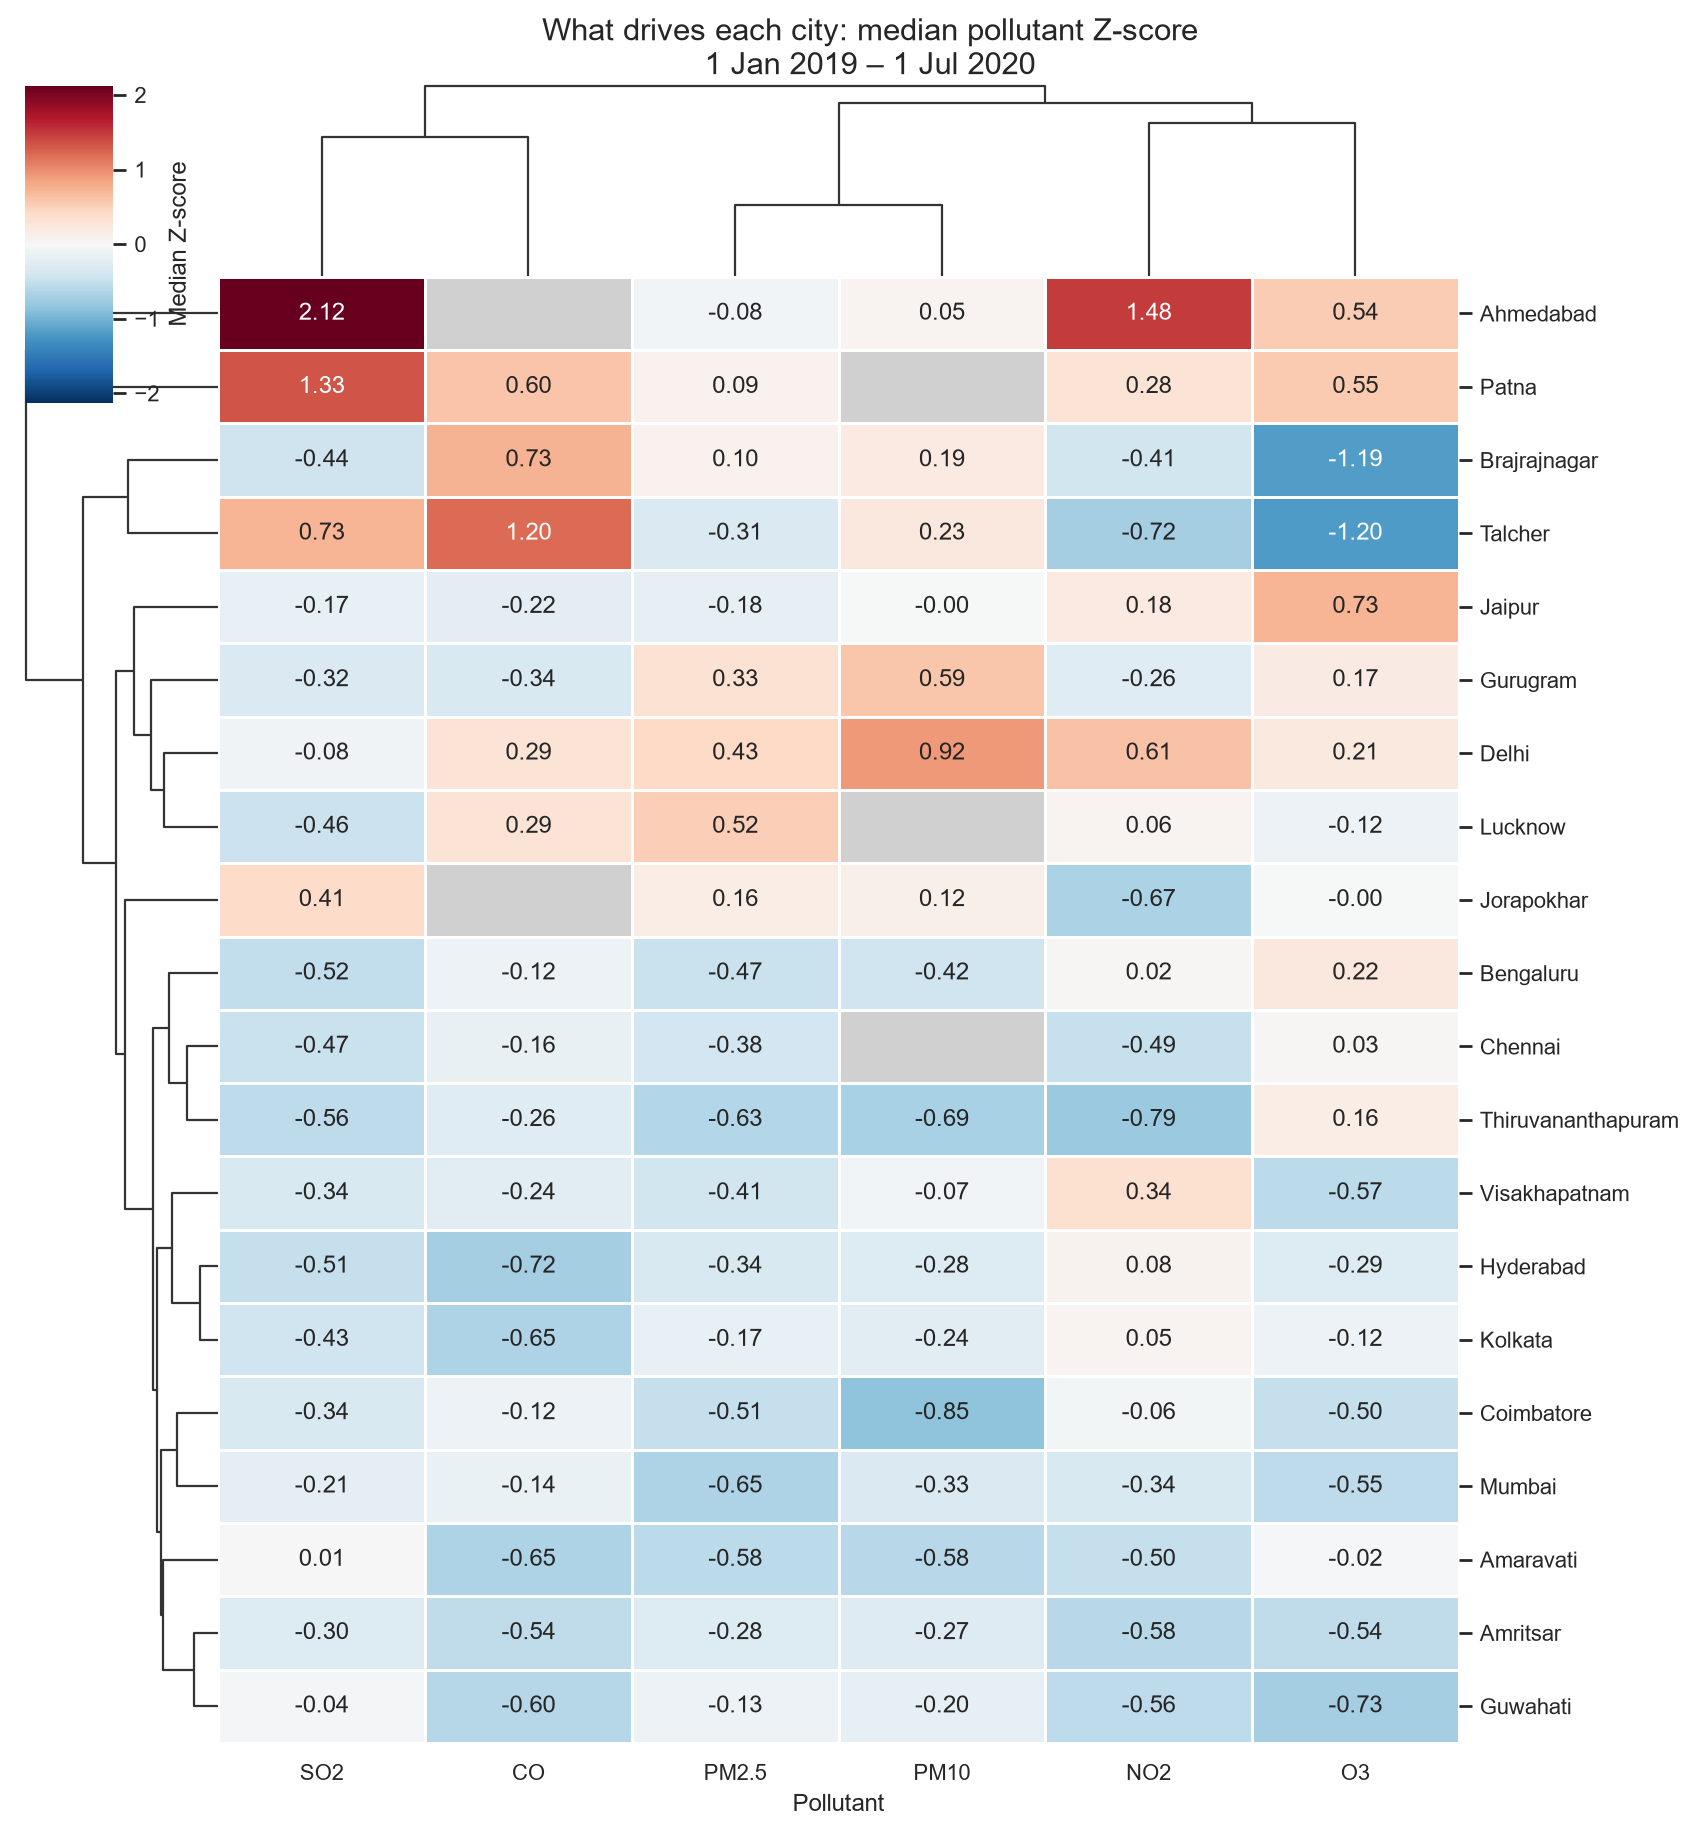 What drives each city: median pollutant Z-score
1 Jan 2019 – 1 Jul 2020
2
1
0
−1
−2
Median Z-score
2.12 -0.08 0.05 1.48 0.54 Ahmedabad
1.33 0.60 0.09 0.28 0.55 Patna
-0.44 0.73 0.10 0.19 -0.41 -1.19 Brajrajnagar
0.73 1.20 -0.31 0.23 -0.72 -1.20 Talcher
-0.17 -0.22 -0.18 -0.00 0.18 0.73 Jaipur
-0.32 -0.34 0.33 0.59 -0.26 0.17 Gurugram
-0.08 0.29 0.43 0.92 0.61 0.21 Delhi
-0.46 0.29 0.52 0.06 -0.12 Lucknow
0.41 0.16 0.12 -0.67 -0.00 Jorapokhar
-0.52 -0.12 -0.47 -0.42 0.02 0.22 Bengaluru
-0.47 -0.16 -0.38 -0.49 0.03 Chennai
-0.56 -0.26 -0.63 -0.69 -0.79 0.16 Thiruvananthapuram
-0.34 -0.24 -0.41 -0.07 0.34 -0.57 Visakhapatnam
-0.51 -0.72 -0.34 -0.28 0.08 -0.29 Hyderabad
-0.43 -0.65 -0.17 -0.24 0.05 -0.12 Kolkata
-0.34 -0.12 -0.51 -0.85 -0.06 -0.50 Coimbatore
-0.21 -0.14 -0.65 -0.33 -0.34 -0.55 Mumbai
0.01 -0.65 -0.58 -0.58 -0.50 -0.02 Amaravati
-0.30 -0.54 -0.28 -0.27 -0.58 -0.54 Amritsar
-0.04 -0.60 -0.13 -0.20 -0.56 -0.73 Guwahati
SO2 CO PM2.5 PM10 NO2 O3
Pollutant